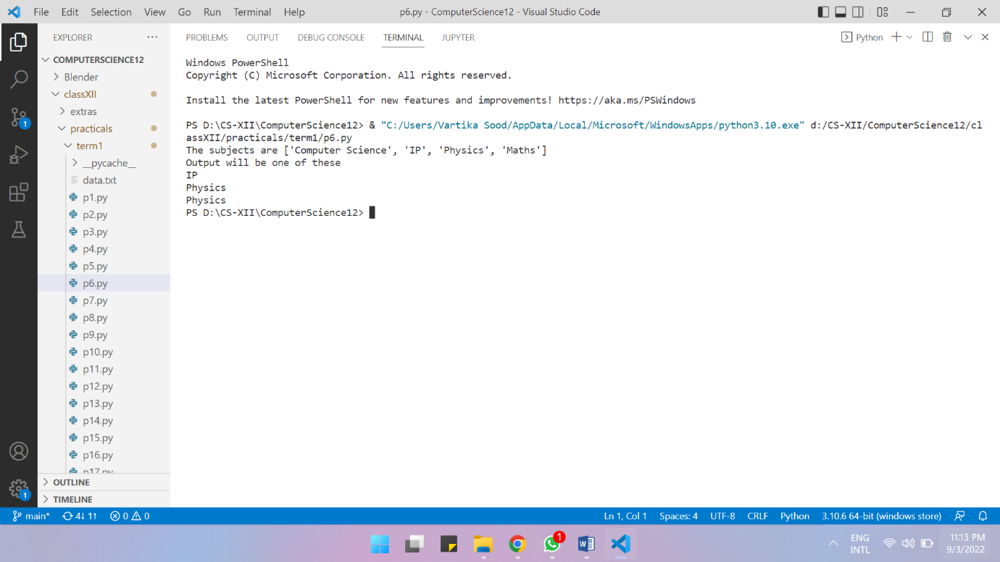 File Edit Selection View Go Run Terminal Help p6.py - ComputerScience12 - Visual Studio Code
EXPLORER
COMPUTERSCIENCE12
Blender
classXII
extras
practicals
term1
__pycache__
data.txt
p1.py
p2.py
p3.py
p4.py
p5.py
p6.py
p7.py
p8.py
p9.py
p10.py
p11.py
p12.py
p13.py
p14.py
p15.py
p16.py
p17.py
OUTLINE
TIMELINE
1
1
PROBLEMS OUTPUT DEBUG CONSOLE TERMINAL JUPYTER Python
Windows PowerShell
Copyright (C) Microsoft Corporation. All rights reserved.
Install the latest PowerShell for new features and improvements! https://aka.ms/PSWindows
PS D:\CS-XII\ComputerScience12> & "C:/Users/Vartika Sood/AppData/Local/Microsoft/WindowsApps/python3.10.exe" d:/CS-XII/ComputerScience12/cl
assXII/practicals/term1/p6.py
The subjects are ['Computer Science', 'IP', 'Physics', 'Maths']
Output will be one of these
IP
Physics
Physics
PS D:\CS-XII\ComputerScience12>
main* 4↓ 1↑ 0 0 Ln 1, Col 1 Spaces: 4 UTF-8 CRLF Python 3.10.6 64-bit (windows store)
1
ENG
INTL
11:13 PM
9/3/2022